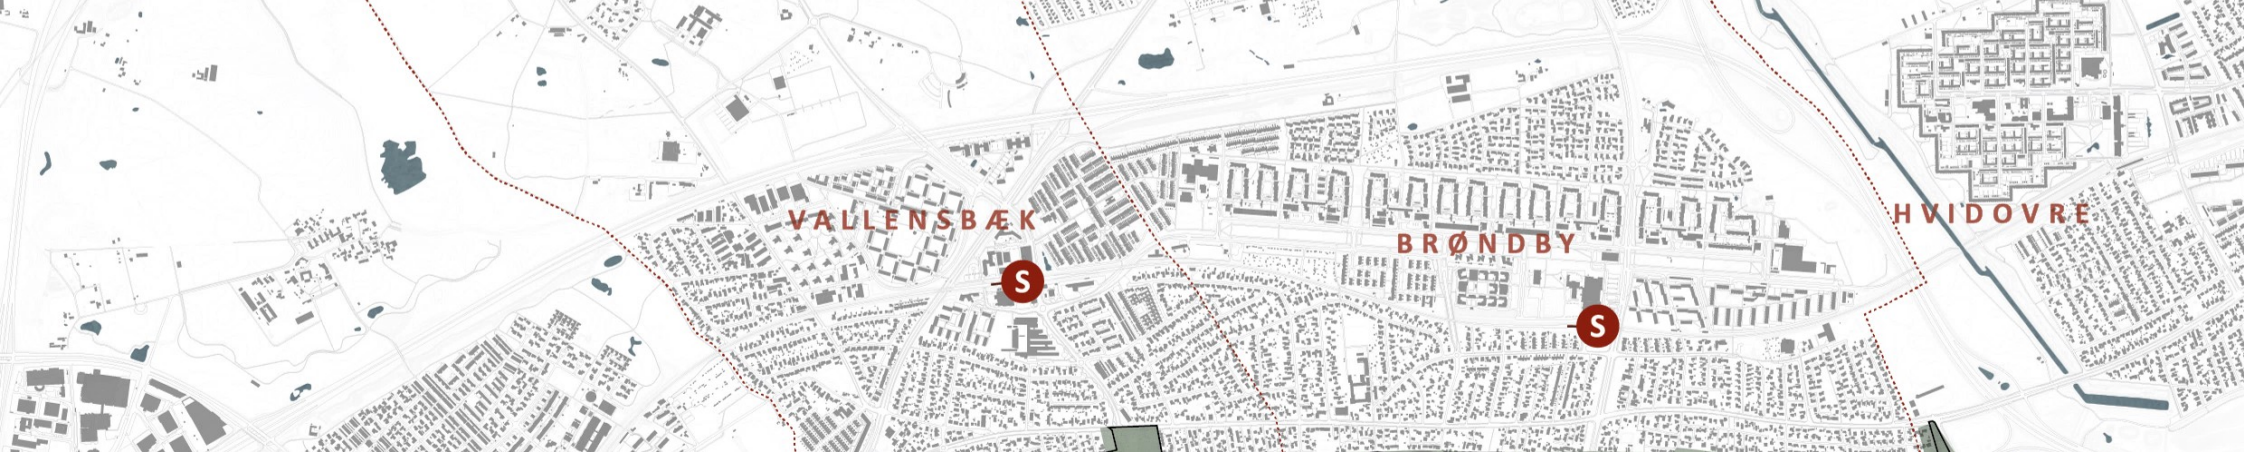 VALLENSBÆK
HVIDOVRE
BRØNDBY
S
S